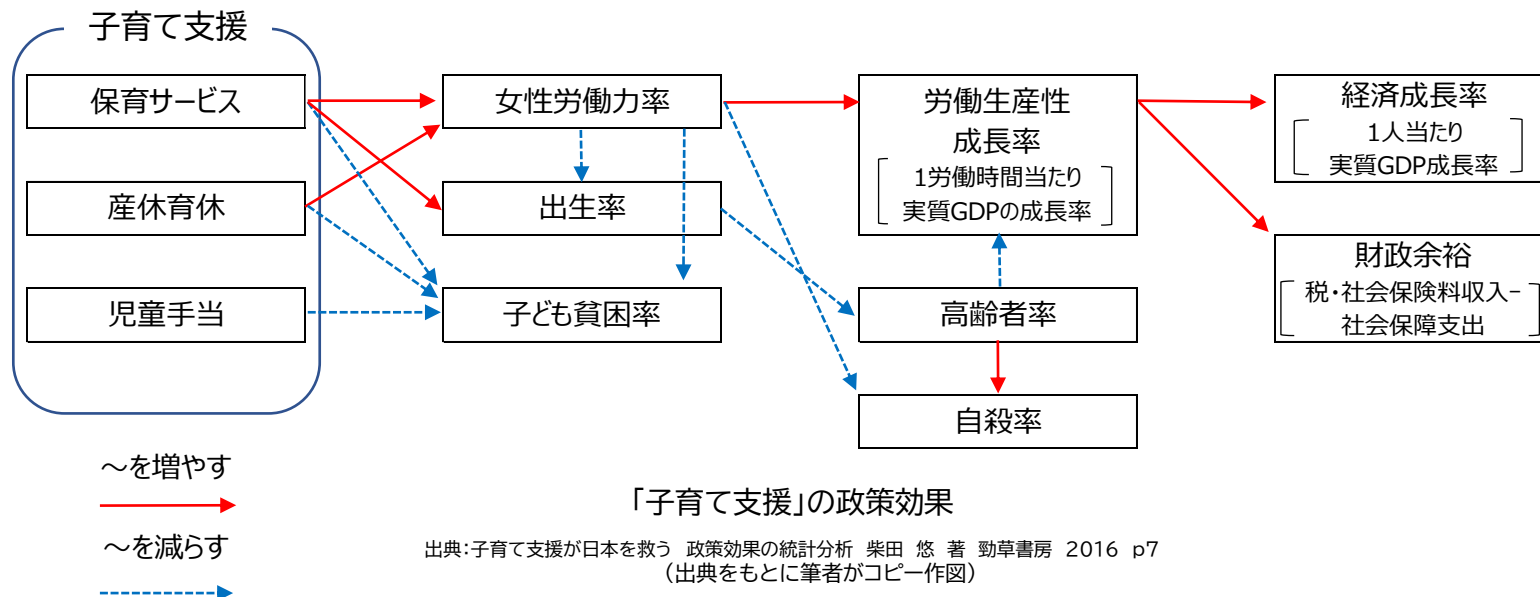 子育て支援
保育サービス
産休育休
児童手当
女性労働力率
出生率
子ども貧困率
労働生産性
成長率
1労働時間当たり
実質GDPの成長率
高齢者率
自殺率
経済成長率
1人当たり
実質GDP成長率
財政余裕
税・社会保険料収入−
社会保障支出
～を増やす
～を減らす
「子育て支援」の政策効果
出典：子育て支援が日本を救う 政策効果の統計分析 柴田 悠 著 勁草書房 2016 p7
（出典をもとに筆者がコピー作図）